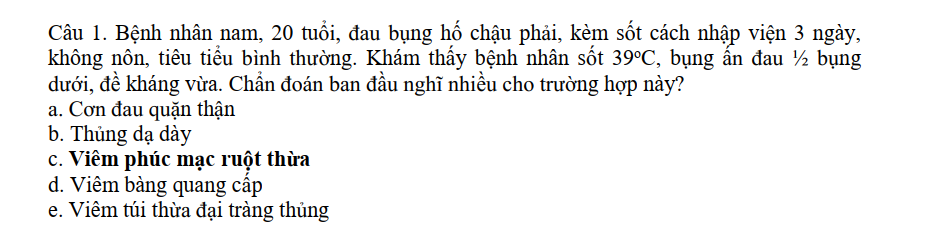 Câu 1. Bệnh nhân nam, 20 tuổi, đau bụng hố chậu phải, kèm sốt cách nhập viện 3 ngày,
không nôn, tiêu tiểu bình thường. Khám thấy bệnh nhân sốt 39ºC, bụng ấn đau ½ bụng
dưới, đề kháng vừa. Chẩn đoán ban đầu nghĩ nhiều cho trường hợp này?
a. Cơn đau quặn thận
b. Thủng dạ dày
c. Viêm phúc mạc ruột thừa
d. Viêm bàng quang cấp
e. Viêm túi thừa đại tràng thủng